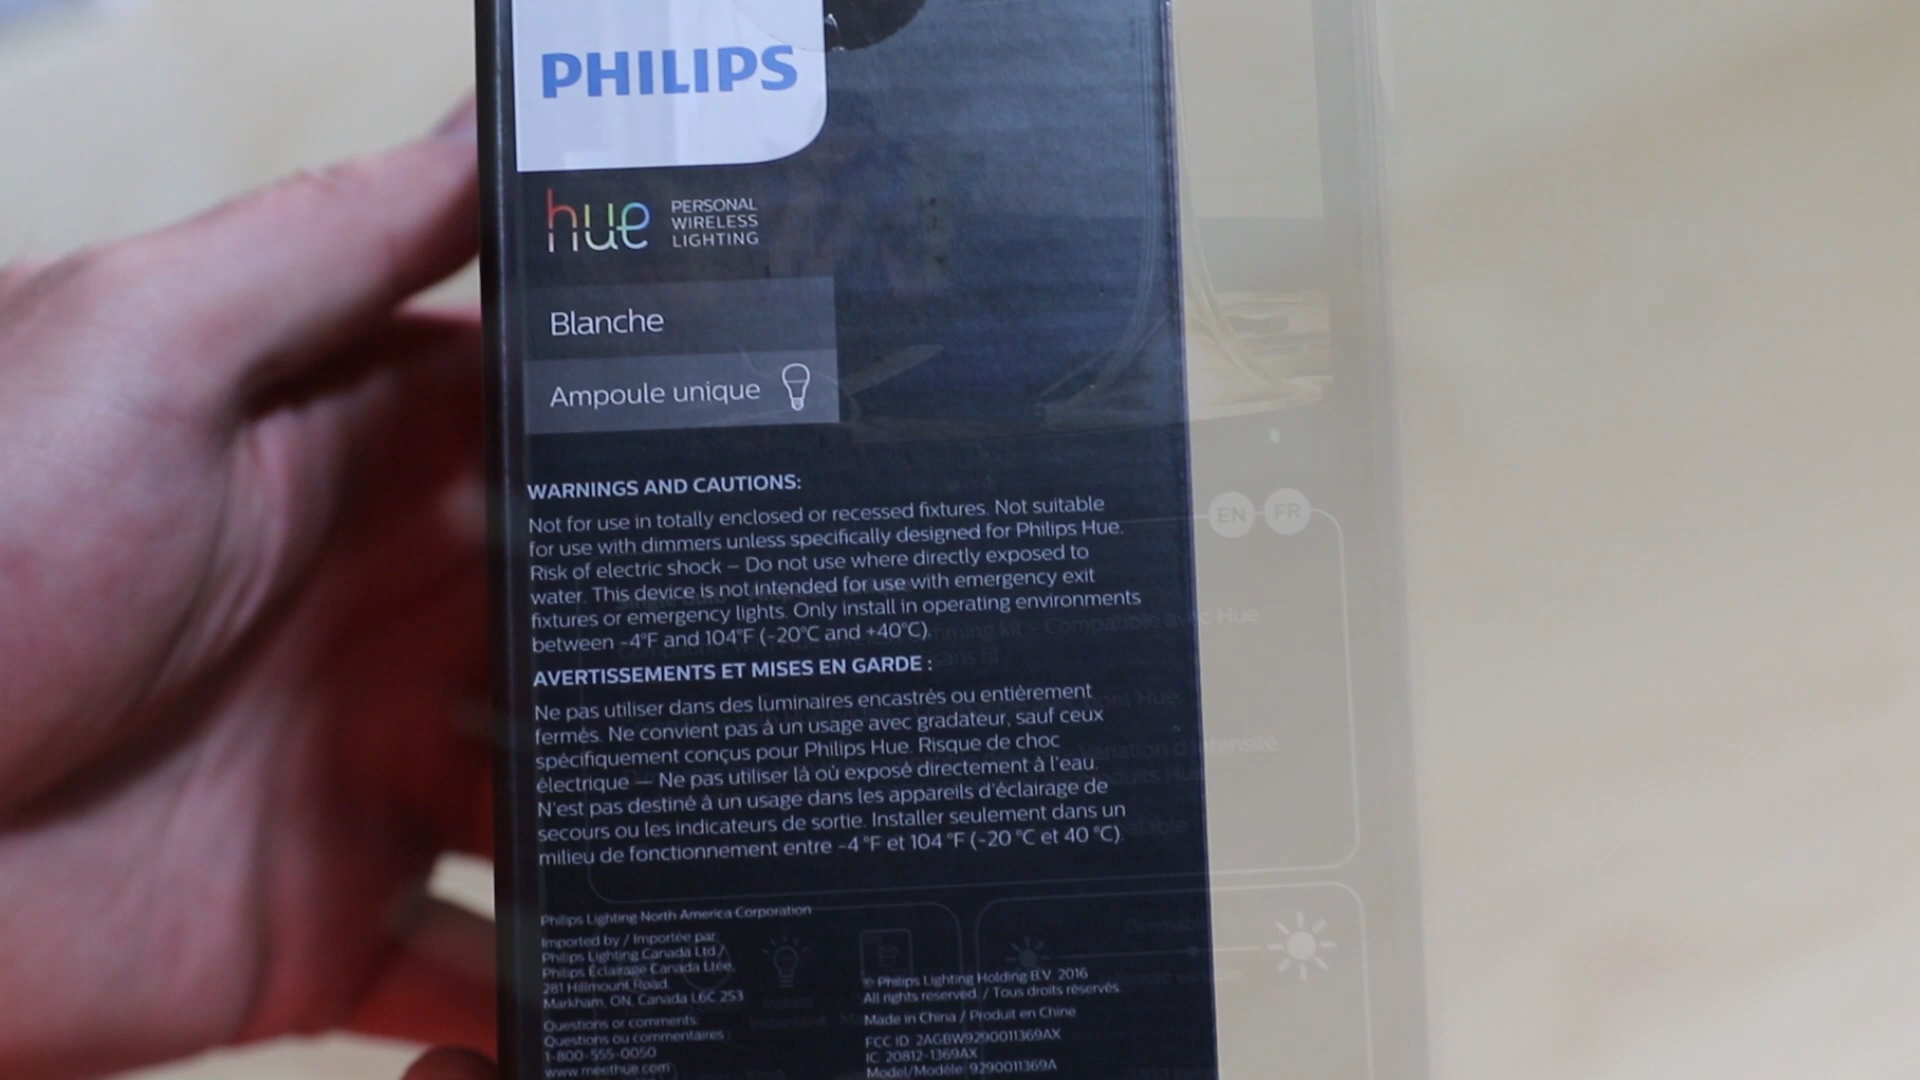 PHILIPS
hue
PERSONAL
WIRELESS
LIGHTING
Blanche
Ampoule unique
WARNINGS AND CAUTIONS:
Not for use in totally enclosed or recessed fixtures. Not suitable
for use with dimmers unless specifically designed for Philips Hue.
Risk of electric shock – Do not use where directly exposed to
water. This device is not intended for use with emergency exit
fixtures or emergency lights. Only install in operating environments
between -4°F and 104°F (-20°C and +40°C).
AVERTISSEMENTS ET MISES EN GARDE :
Ne pas utiliser dans des luminaires encastrés ou entièrement
fermés. Ne convient pas à un usage avec gradateur, sauf ceux
spécifiquement conçus pour Philips Hue. Risque de choc
électrique — Ne pas utiliser là où exposé directement à l'eau.
N'est pas destiné à un usage dans les appareils d'éclairage de
secours ou les indicateurs de sortie. Installer seulement dans un
milieu de fonctionnement entre -4 °F et 104 °F (-20 °C et 40 °C).
Philips Lighting North America Corporation
Imported by / Importée par:
Philips Lighting Canada Ltd /
Philips Éclairage Canada Ltée,
281 Hillmount Road,
Markham, ON, Canada L6C 2S3
Questions or comments:
Questions ou commentaires :
1-800-555-0050
www.meethue.com
© Philips Lighting Holding B.V. 2016
All rights reserved. / Tous droits réservés.
Made in China / Produit en Chine
FCC ID: 2AGBW9290011369AX
IC: 20812-1369AX
Model/Modèle: 9290011369A
EN FR
Compatible avec Hue
sans fil
Variation d'intensité